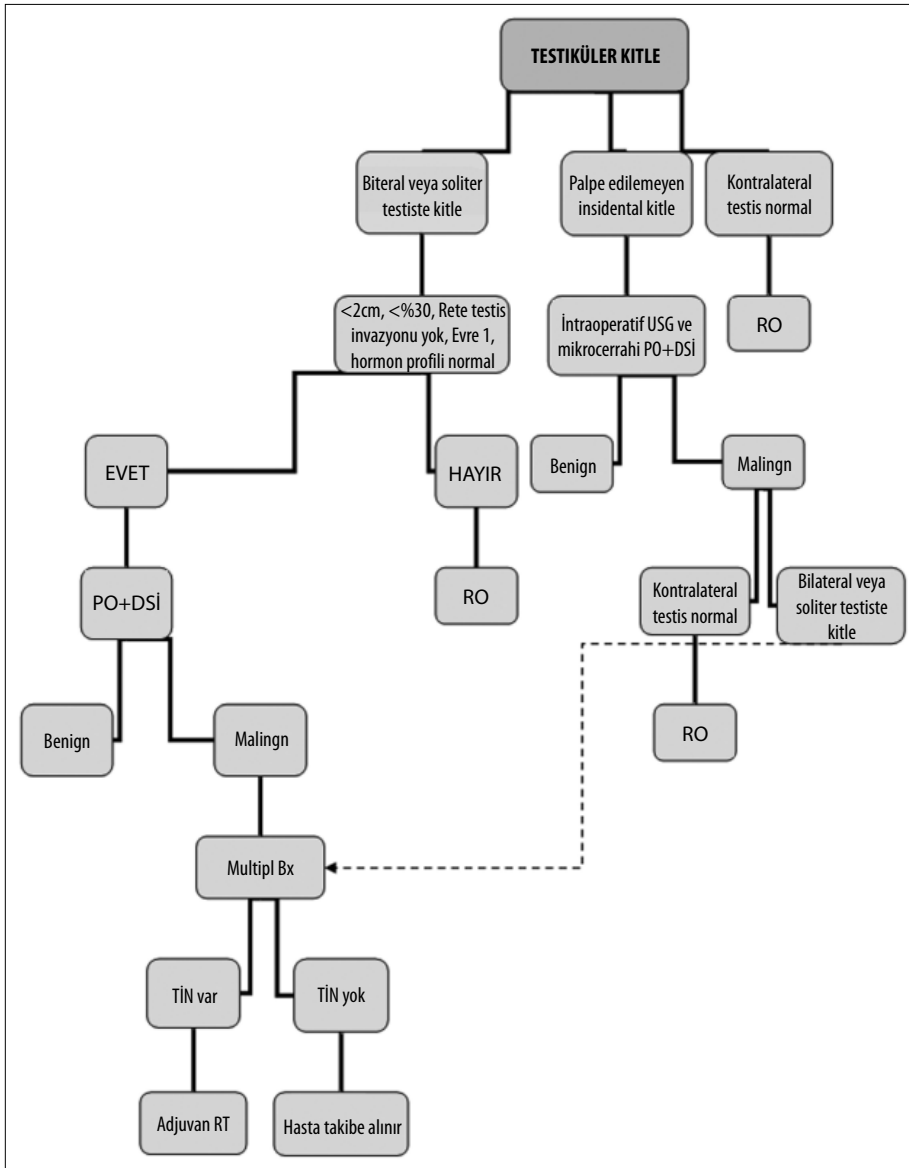 TESTIKÜLER KITLE
Biteral veya soliter
testiste kitle
Palpe edilemeyen
insidental kitle
Kontralateral
testis normal
<2cm, <%30, Rete testis
invazyonu yok, Evre 1,
hormon profili normal
İntraoperatif USG ve
mikrocerrahi PO+DSİ
RO
EVET
HAYIR
Benign
Malingn
PO+DSİ
RO
Kontralateral
testis normal
Bilateral veya
soliter testiste
kitle
Benign
Malingn
RO
Multipl Bx
TİN var
TİN yok
Adjuvan RT
Hasta takibe alınır